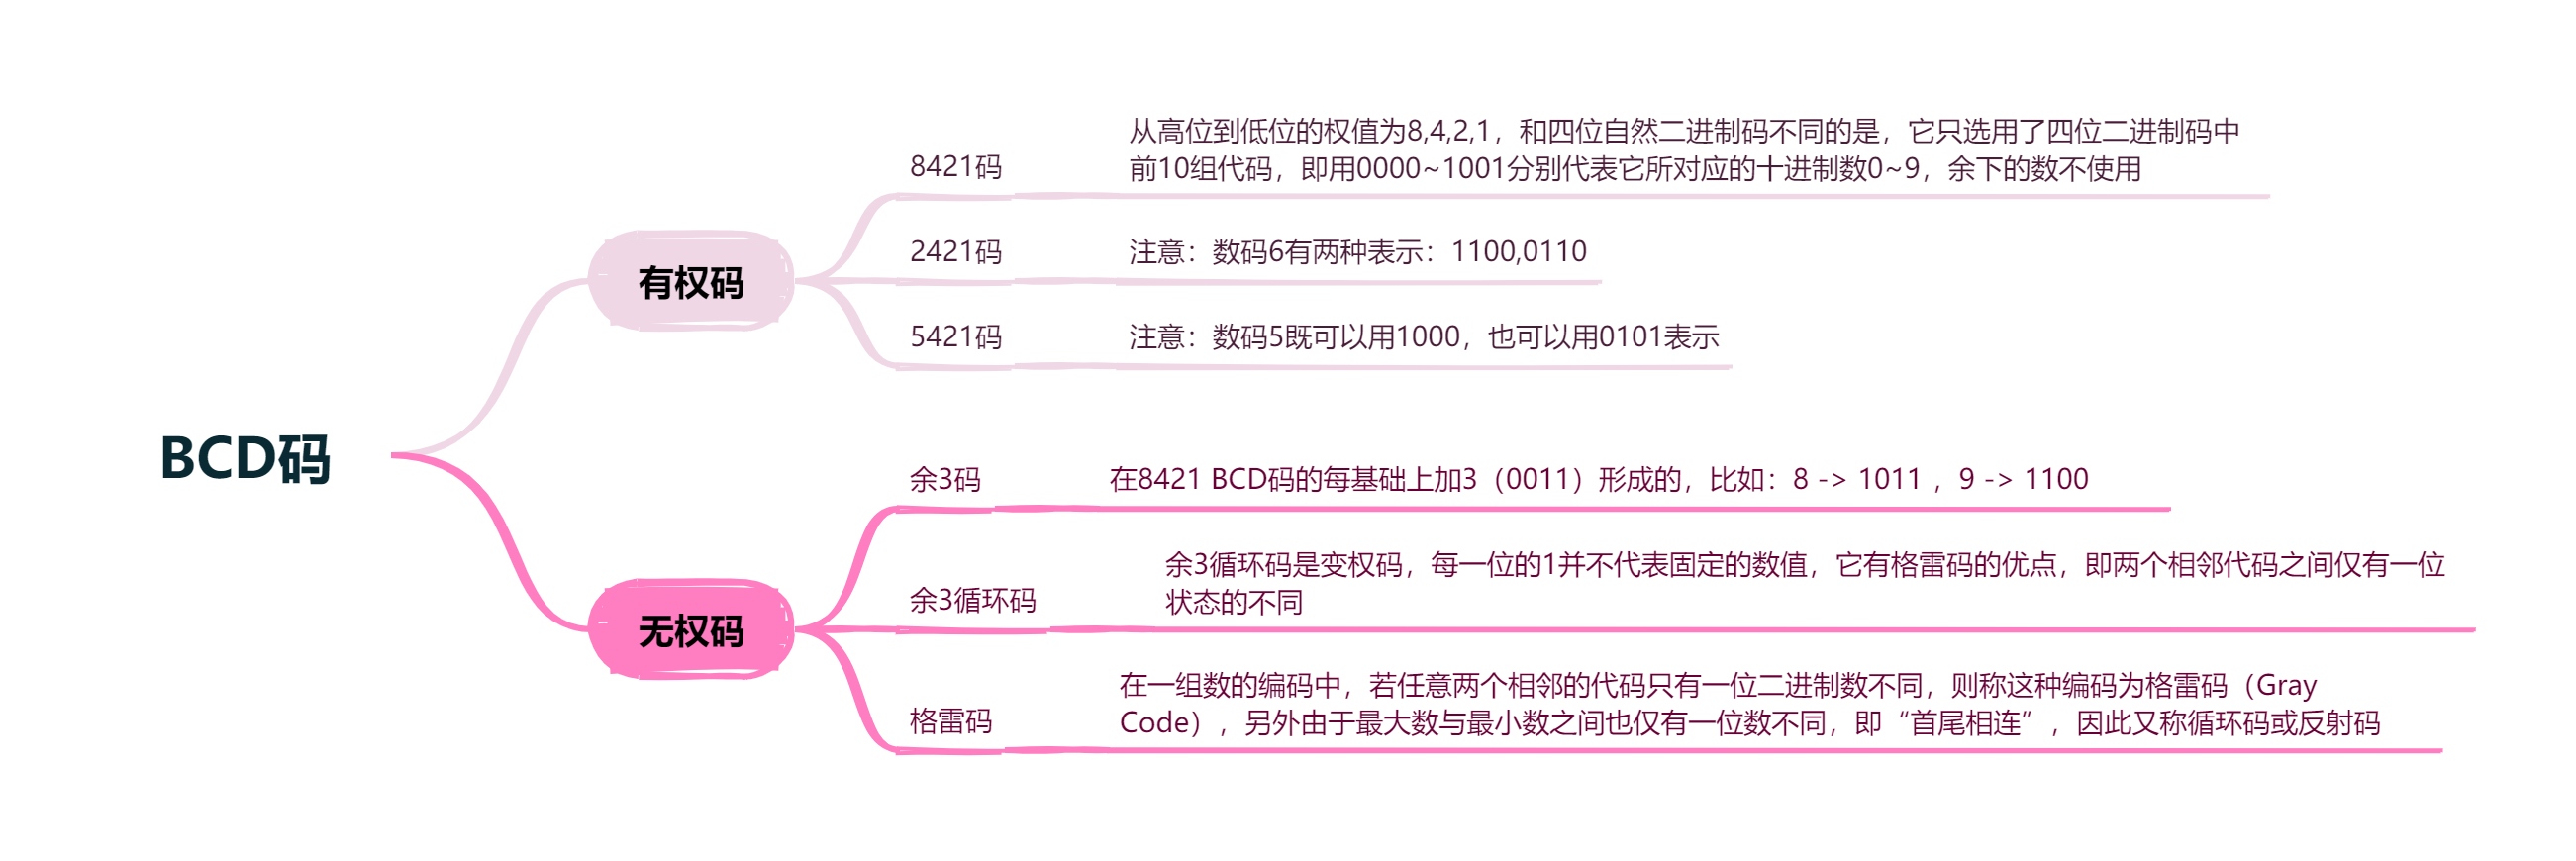 BCD码
有权码
8421码
从高位到低位的权值为8,4,2,1，和四位自然二进制码不同的是，它只选用了四位二进制码中
前10组代码，即用0000~1001分别代表它所对应的十进制数0~9，余下的数不使用
2421码
注意：数码6有两种表示：1100,0110
5421码
注意：数码5既可以用1000，也可以用0101表示
无权码
余3码
在8421 BCD码的每基础上加3（0011）形成的，比如：8 -> 1011 ，9 -> 1100
余3循环码
余3循环码是变权码，每一位的1并不代表固定的数值，它有格雷码的优点，即两个相邻代码之间仅有一位
状态的不同
格雷码
在一组数的编码中，若任意两个相邻的代码只有一位二进制数不同，则称这种编码为格雷码（Gray
Code），另外由于最大数与最小数之间也仅有一位数不同，即“首尾相连”，因此又称循环码或反射码